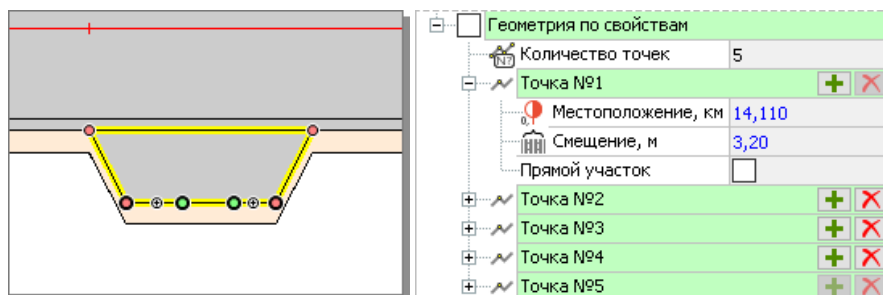 Геометрия по свойствам
Количество точек 5
Точка №1
Местоположение, км 14,110
Смещение, м 3,20
Прямой участок
Точка №2
Точка №3
Точка №4
Точка №5